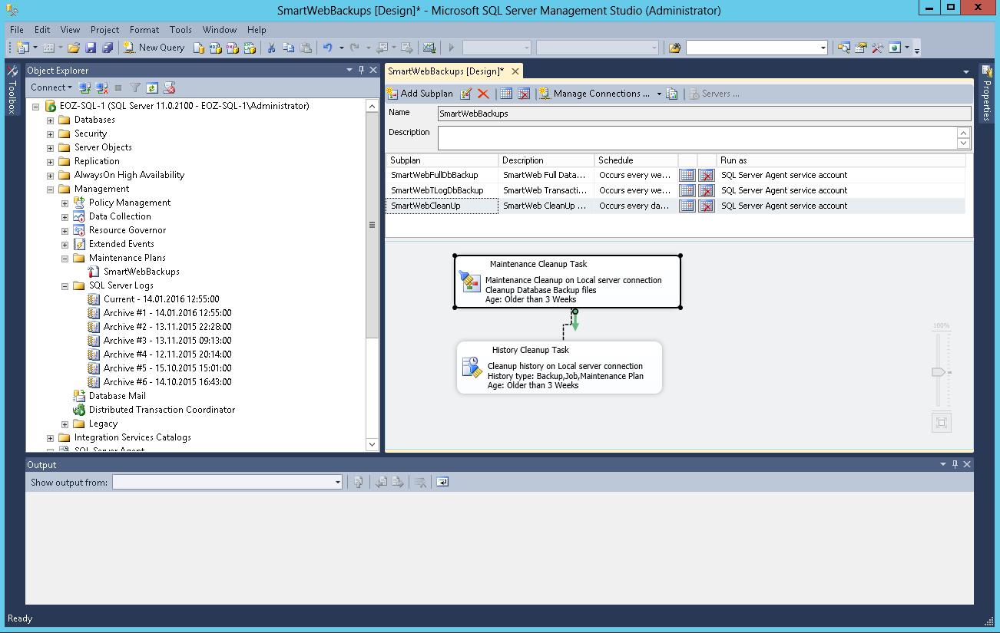 SmartWebBackups [Design]* - Microsoft SQL Server Management Studio (Administrator)
File Edit View Project Format Tools Window Help
New Query
Toolbox
Object Explorer
Connect
EOZ-SQL-1 (SQL Server 11.0.2100 - EOZ-SQL-1\Administrator)
Databases
Security
Server Objects
Replication
AlwaysOn High Availability
Management
Policy Management
Data Collection
Resource Governor
Extended Events
Maintenance Plans
SmartWebBackups
SQL Server Logs
Current - 14.01.2016 12:55:00
Archive #1 - 14.01.2016 12:55:00
Archive #2 - 13.11.2015 22:28:00
Archive #3 - 13.11.2015 09:13:00
Archive #4 - 12.11.2015 20:14:00
Archive #5 - 15.10.2015 15:01:00
Archive #6 - 14.10.2015 16:43:00
Database Mail
Distributed Transaction Coordinator
Legacy
Integration Services Catalogs
SQL Server Agent
SmartWebBackups [Design]*
Add Subplan Manage Connections ... Servers ...
Name SmartWebBackups
Description
Subplan Description Schedule Run as
SmartWebFullDbBackup SmartWeb Full Data... Occurs every we... SQL Server Agent service account
SmartWebTLogDbBackup SmartWeb Transacti... Occurs every we... SQL Server Agent service account
SmartWebCleanUp SmartWeb CleanUp ... Occurs every da... SQL Server Agent service account
Maintenance Cleanup Task
Maintenance Cleanup on Local server connection
Cleanup Database Backup files
Age: Older than 3 Weeks
History Cleanup Task
Cleanup history on Local server connection
History type: Backup,Job,Maintenance Plan
Age: Older than 3 Weeks
100%
Properties
Output
Show output from:
Ready